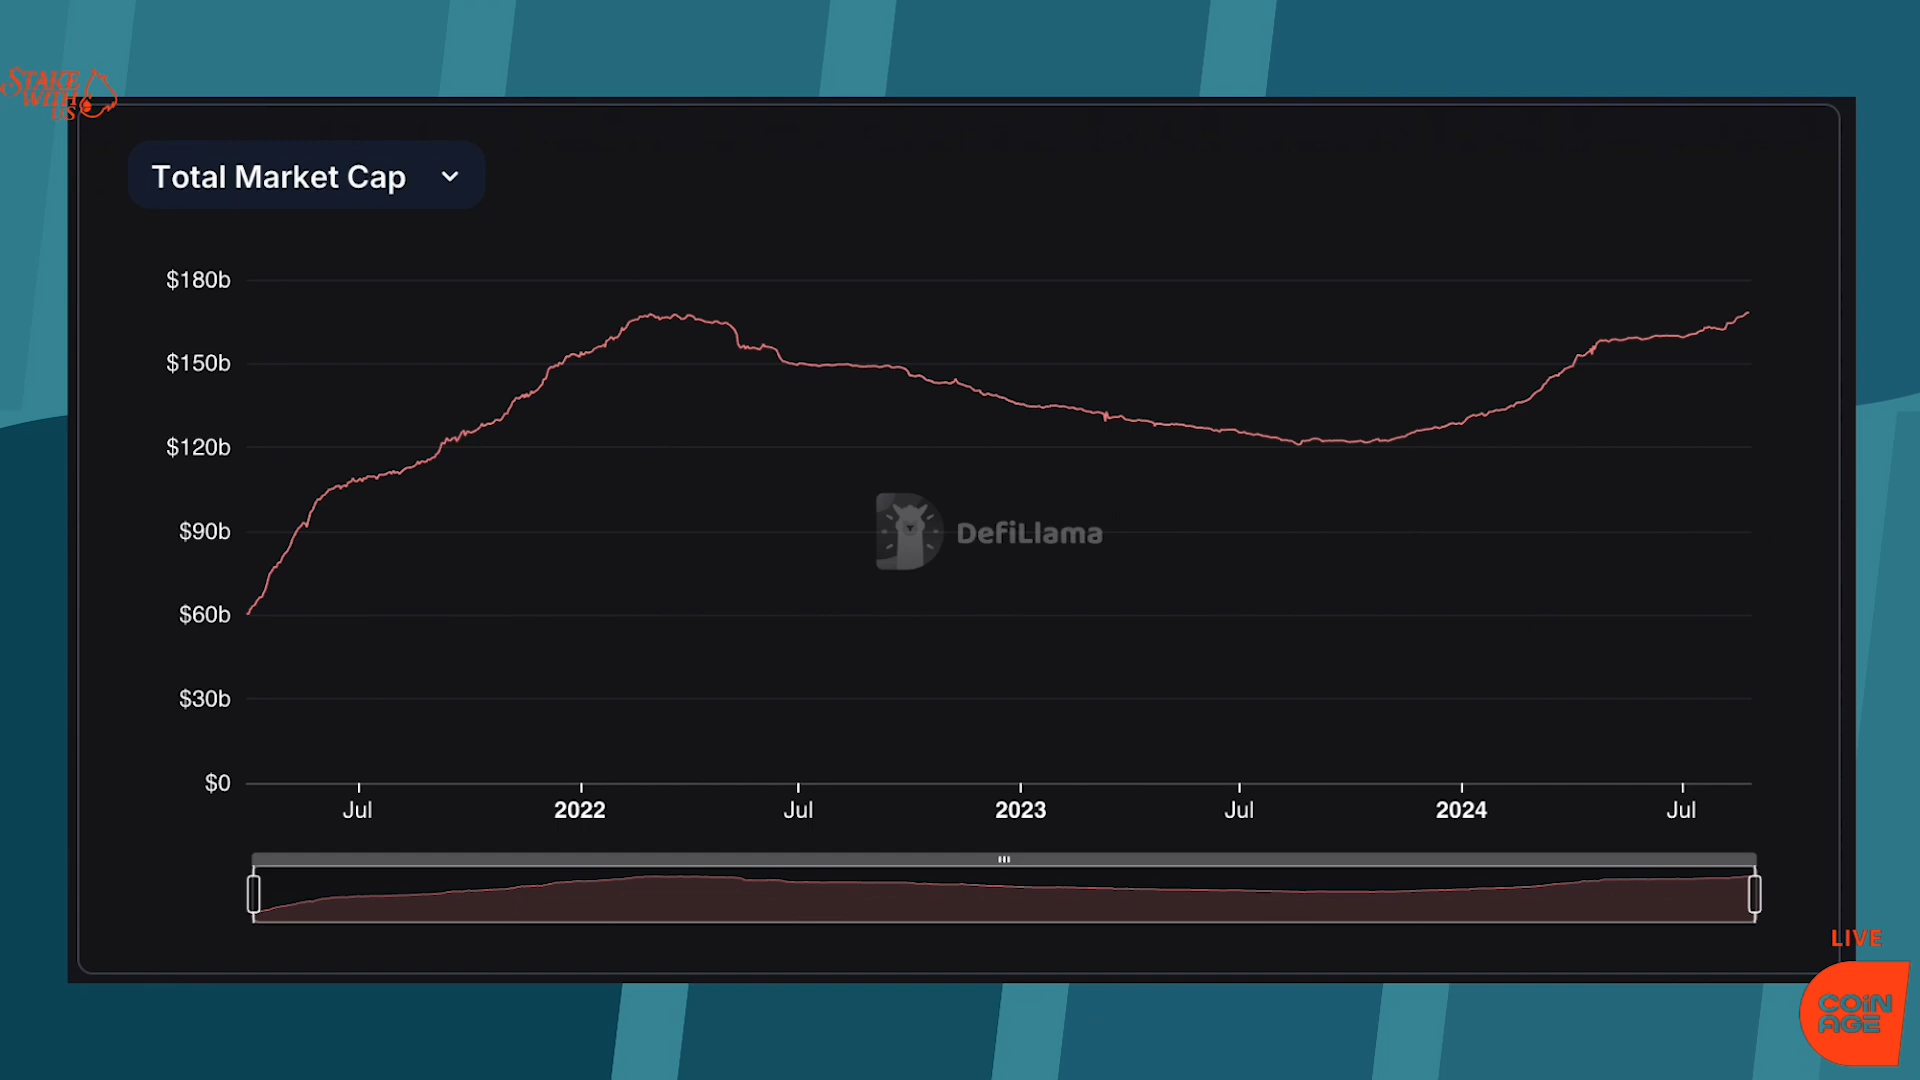 STAKE
WITH
US
Total Market Cap
$180b
$150b
$120b
$90b
$60b
$30b
$0
DefiLlama
Jul
2022
Jul
2023
Jul
2024
Jul
LIVE
COiN
AGE